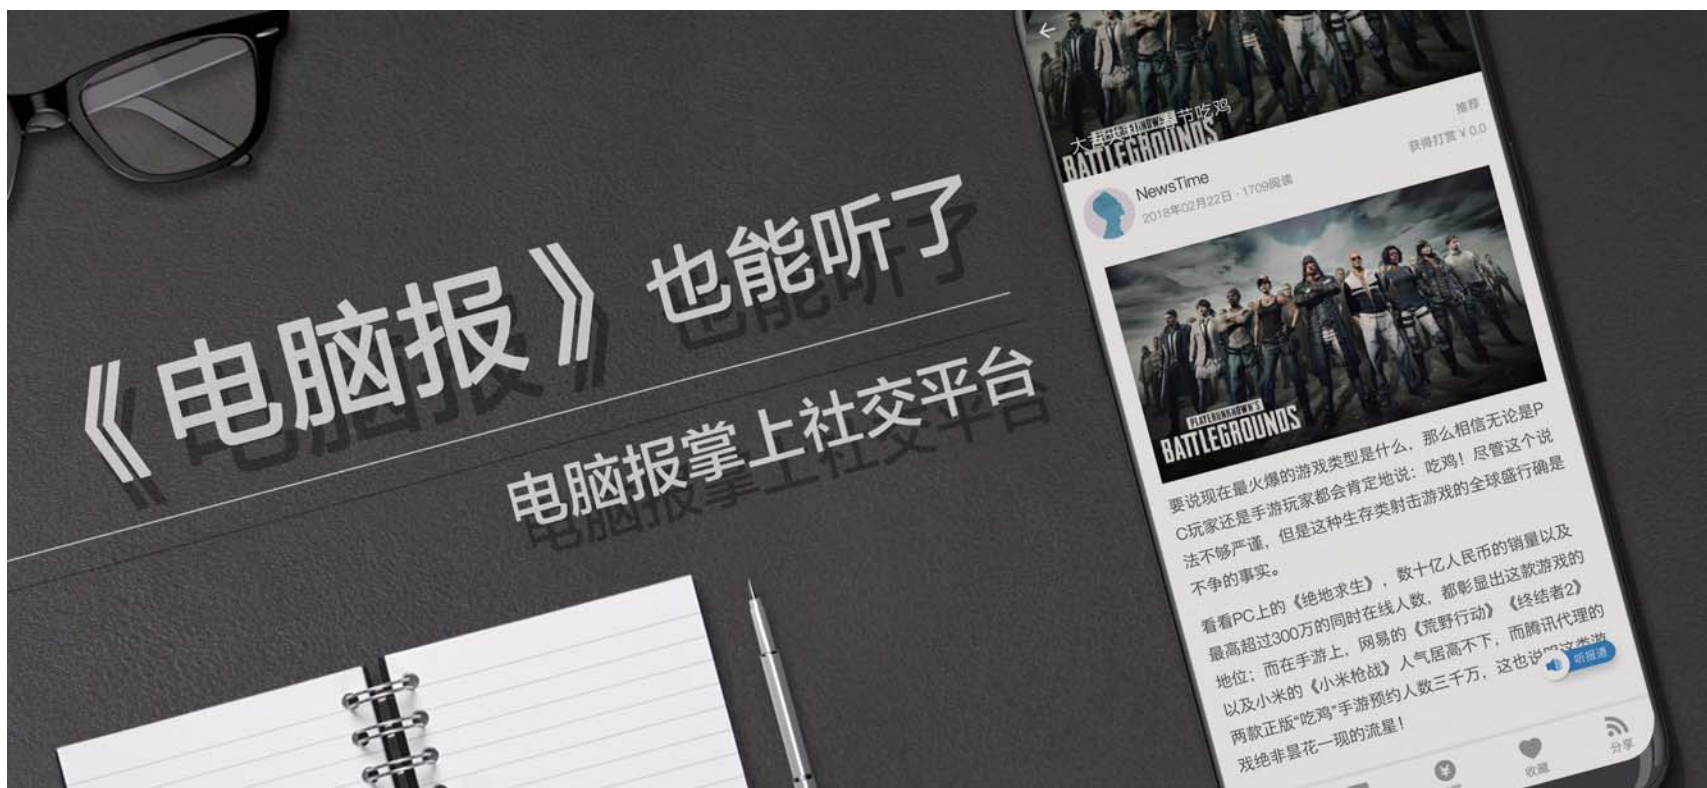 《电脑报》也能听了
电脑报掌上社交平台
春节吃鸡
BATTLEGROUNDS
推荐
获得打赏 ¥ 0.0
NewsTime
2018年02月22日 · 1709阅读
PLAYERUNKNOWN'S
BATTLEGROUNDS
要说现在最火爆的游戏类型是什么，那么相信无论是P
C玩家还是手游玩家都会肯定地说：吃鸡！尽管这个说
法不够严谨，但是这种生存类射击游戏的全球盛行确是
不争的事实。
看看PC上的《绝地求生》，数十亿人民币的销量以及
最高超过300万的同时在线人数，都彰显出这款游戏的
地位；而在手游上，网易的《荒野行动》《终结者2》
以及小米的《小米枪战》人气居高不下，而腾讯代理的
两款正版“吃鸡”手游预约人数三千万，这也说明这类游
戏绝非昙花一现的流星！
听报道
¥
收藏
分享